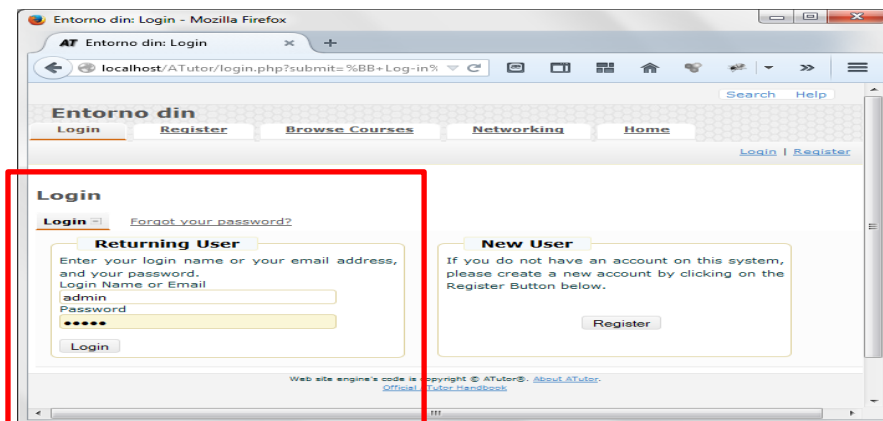 Entorno din: Login - Mozilla Firefox
AT Entorno din: Login
localhost/ATutor/login.php?submit=%BB+Log-in%
Search Help
Entorno din
Login Register Browse Courses Networking Home
Login | Register
Login
Login Forgot your password?
Returning User
Enter your login name or your email address,
and your password.
Login Name or Email
admin
Password
•••••
Login
New User
If you do not have an account on this system,
please create a new account by clicking on the
Register Button below.
Register
Web site engine's code is copyright © ATutor®. About ATutor.
Official ATutor Handbook